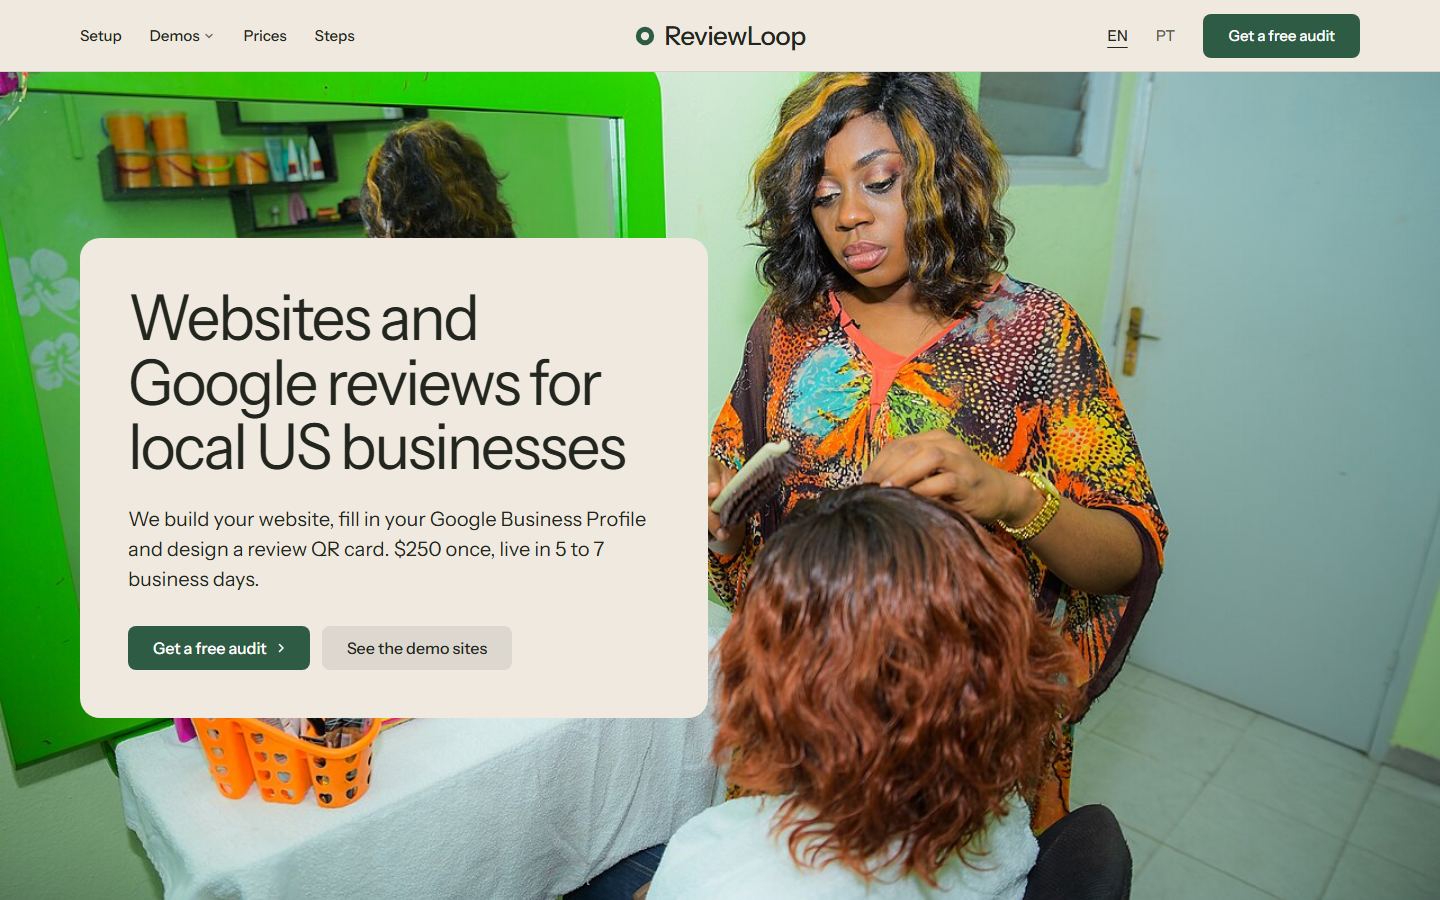 Setup
Demos
Prices
Steps
ReviewLoop
EN
PT
Get a free audit
Websites and
Google reviews for
local US businesses
We build your website, fill in your Google Business Profile
and design a review QR card. $250 once, live in 5 to 7
business days.
Get a free audit
See the demo sites